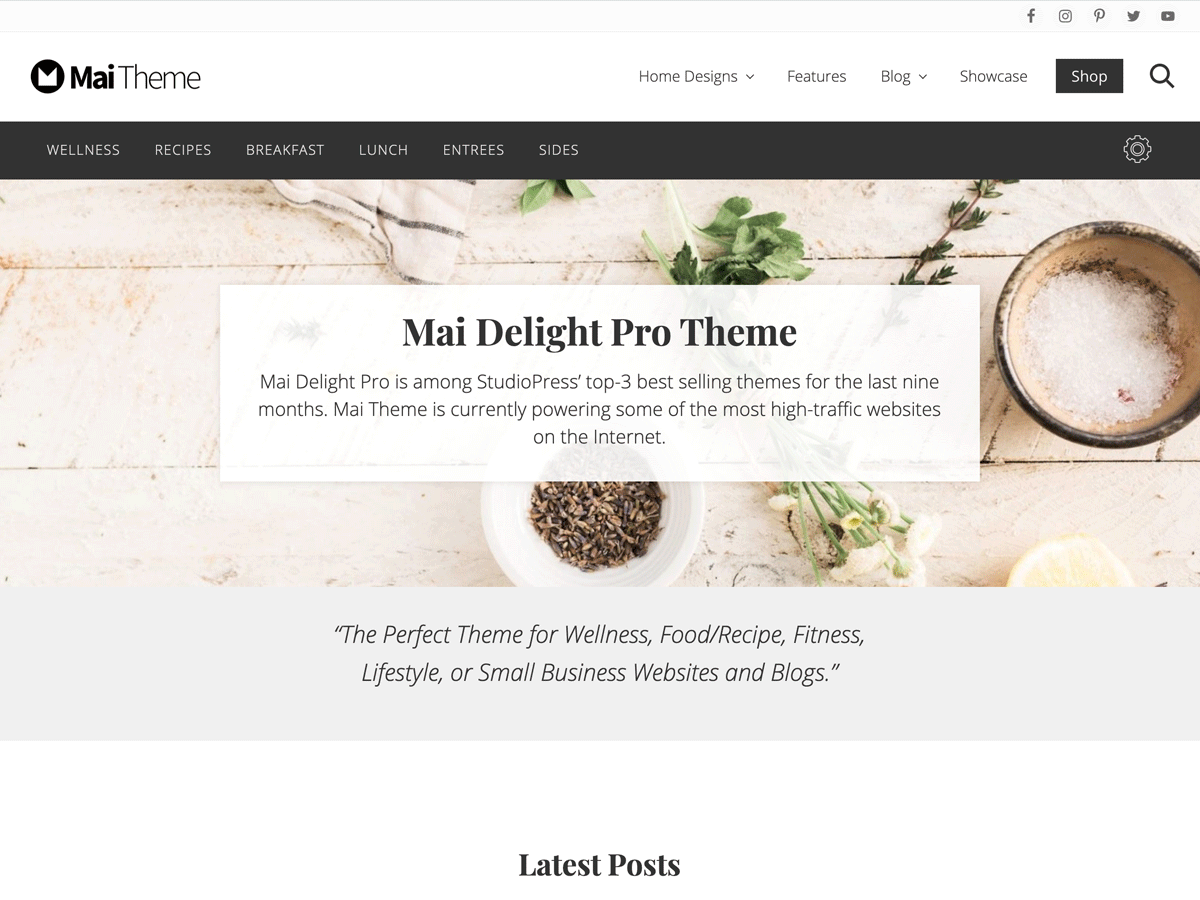 Mai Theme
Home Designs
Features
Blog
Showcase
Shop
WELLNESS
RECIPES
BREAKFAST
LUNCH
ENTREES
SIDES
Mai Delight Pro Theme
Mai Delight Pro is among StudioPress’ top-3 best selling themes for the last nine
months. Mai Theme is currently powering some of the most high-traffic websites
on the Internet.
“The Perfect Theme for Wellness, Food/Recipe, Fitness,
Lifestyle, or Small Business Websites and Blogs.”
Latest Posts